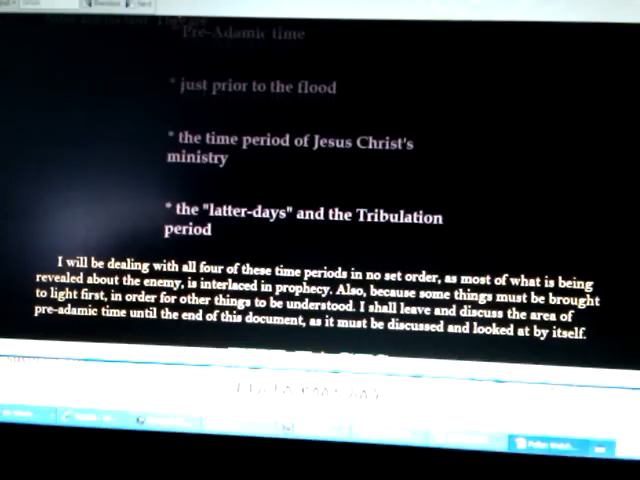 Pre-Adamic time
* just prior to the flood
* the time period of Jesus Christ's
ministry
* the "latter-days" and the Tribulation
period
I will be dealing with all four of these time periods in no set order, as most of what is being
revealed about the enemy, is interlaced in prophecy. Also, because some things must be brought
to light first, in order for other things to be understood. I shall leave and discuss the area of
pre-adamic time until the end of this document, as it must be discussed and looked at by itself.